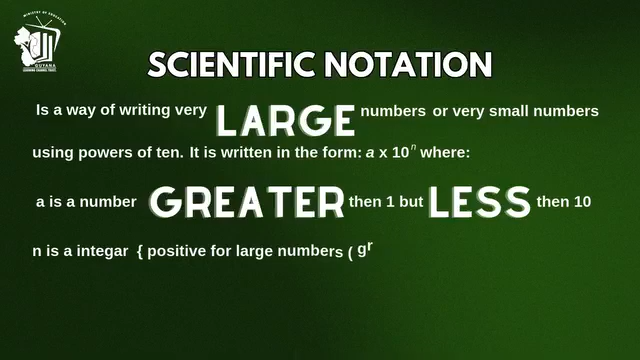 MINISTRY OF EDUCATION
GUYANA
LEARNING CHANNEL TRUST
SCIENTIFIC NOTATION
Is a way of writing very LARGE numbers or very small numbers
using powers of ten. It is written in the form: a x 10ⁿ where:
a is a number GREATER then 1 but LESS then 10
n is a integar { positive for large numbers ( gr